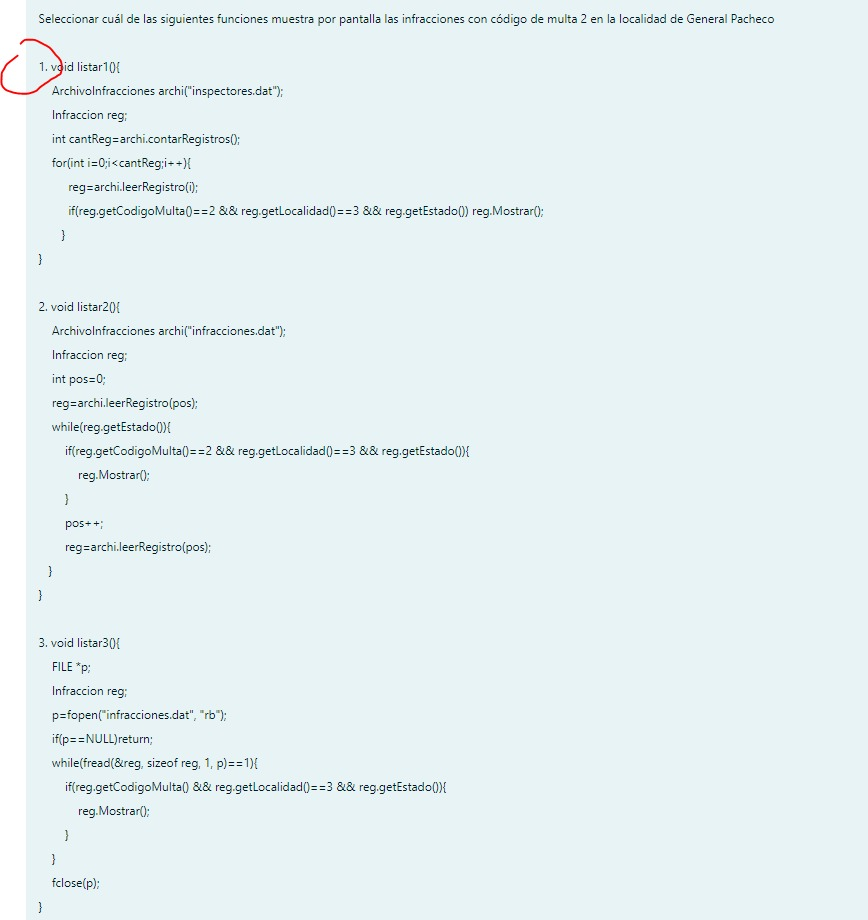 Seleccionar cuál de las siguientes funciones muestra por pantalla las infracciones con código de multa 2 en la localidad de General Pacheco
1. void listar1(){
ArchivoInfracciones archi("inspectores.dat");
Infraccion reg;
int cantReg=archi.contarRegistros();
for(int i=0;i<cantReg;i++){
reg=archi.leerRegistro(i);
if(reg.getCodigoMulta()==2 && reg.getLocalidad()==3 && reg.getEstado()) reg.Mostrar();
}
}
2. void listar2(){
ArchivoInfracciones archi("infracciones.dat");
Infraccion reg;
int pos=0;
reg=archi.leerRegistro(pos);
while(reg.getEstado()){
if(reg.getCodigoMulta()==2 && reg.getLocalidad()==3 && reg.getEstado()){
reg.Mostrar();
}
pos++;
reg=archi.leerRegistro(pos);
}
}
3. void listar3(){
FILE *p;
Infraccion reg;
p=fopen("infracciones.dat", "rb");
if(p==NULL)return;
while(fread(&reg, sizeof reg, 1, p)==1){
if(reg.getCodigoMulta() && reg.getLocalidad()==3 && reg.getEstado()){
reg.Mostrar();
}
}
fclose(p);
}